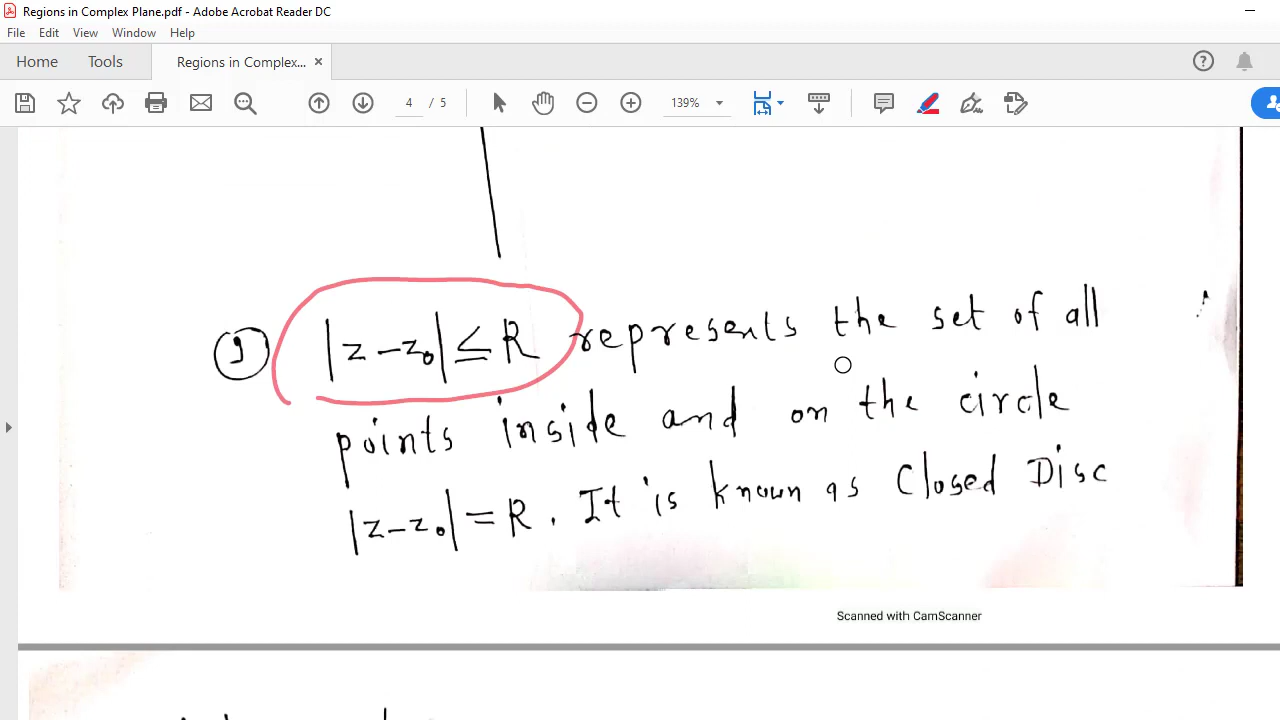 Regions in Complex Plane.pdf - Adobe Acrobat Reader DC
File Edit View Window Help
Home Tools Regions in Complex... ×
4 / 5 139%
① |z-z₀| ≤ R represents the set of all
points inside and on the circle
|z-z₀| = R. It is known as Closed Disc
Scanned with CamScanner